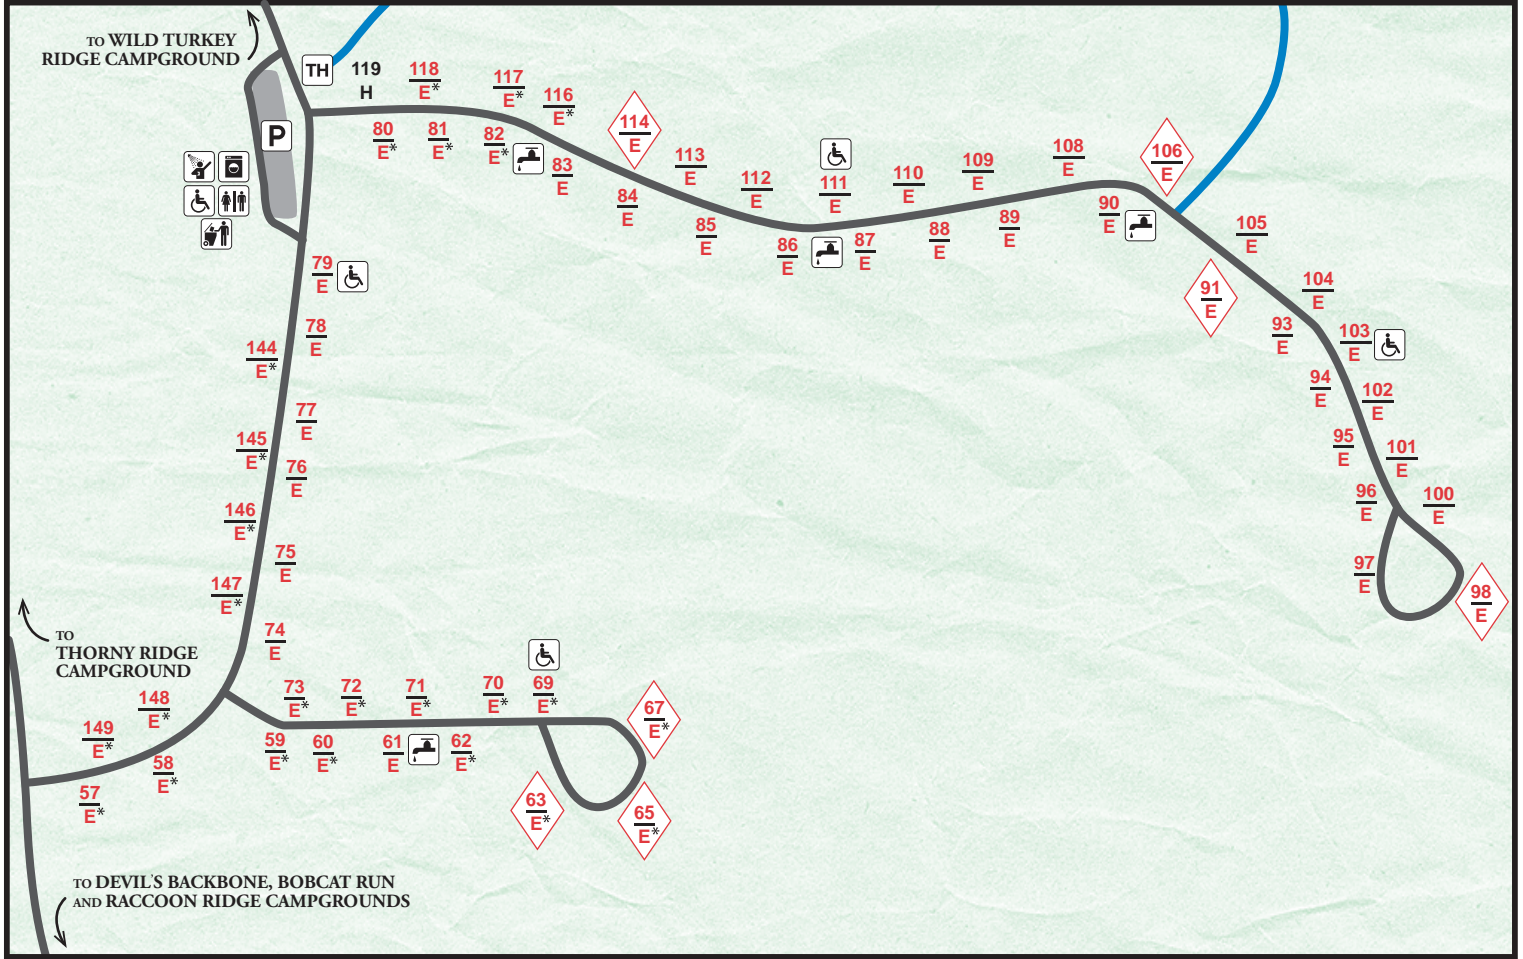 TO WILD TURKEY
RIDGE CAMPGROUND
TH
119
H
118
E*
117
E*
116
E*
114
E
113
E
112
E
111
E
110
E
109
E
108
E
106
E
P
80
E*
81
E*
82
E*
83
E
84
E
85
E
86
E
87
E
88
E
89
E
90
E
91
E
105
E
104
E
93
E
103
E
94
E
102
E
95
E
101
E
96
E
100
E
97
E
98
E
79
E
78
E
144
E*
77
E
145
E*
76
E
146
E*
75
E
147
E*
74
E
TO
THORNY RIDGE
CAMPGROUND
148
E*
149
E*
58
E*
57
E*
73
E*
72
E*
71
E*
70
E*
69
E*
67
E*
59
E*
60
E*
61
E
62
E*
63
E*
65
E*
TO DEVIL'S BACKBONE, BOBCAT RUN
AND RACCOON RIDGE CAMPGROUNDS